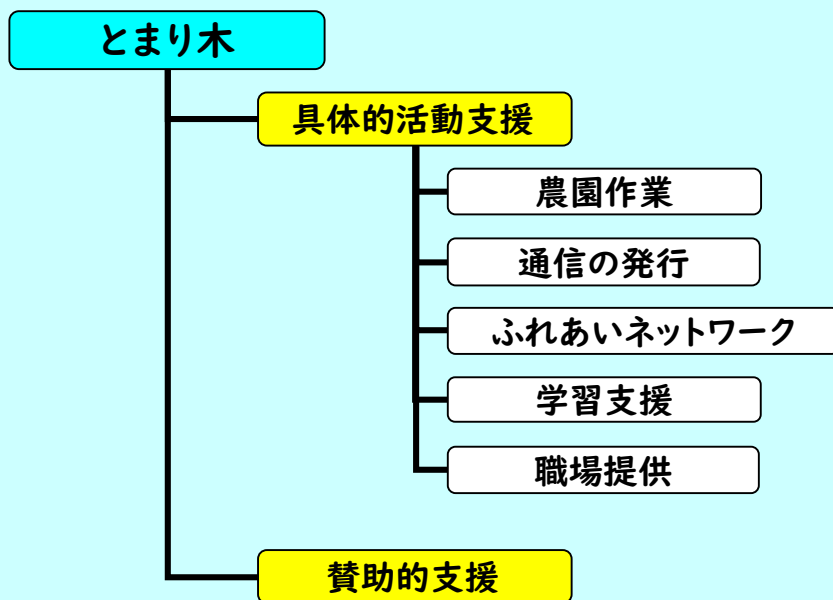 とまり木
具体的活動支援
農園作業
通信の発行
ふれあいネットワーク
学習支援
職場提供
賛助的支援